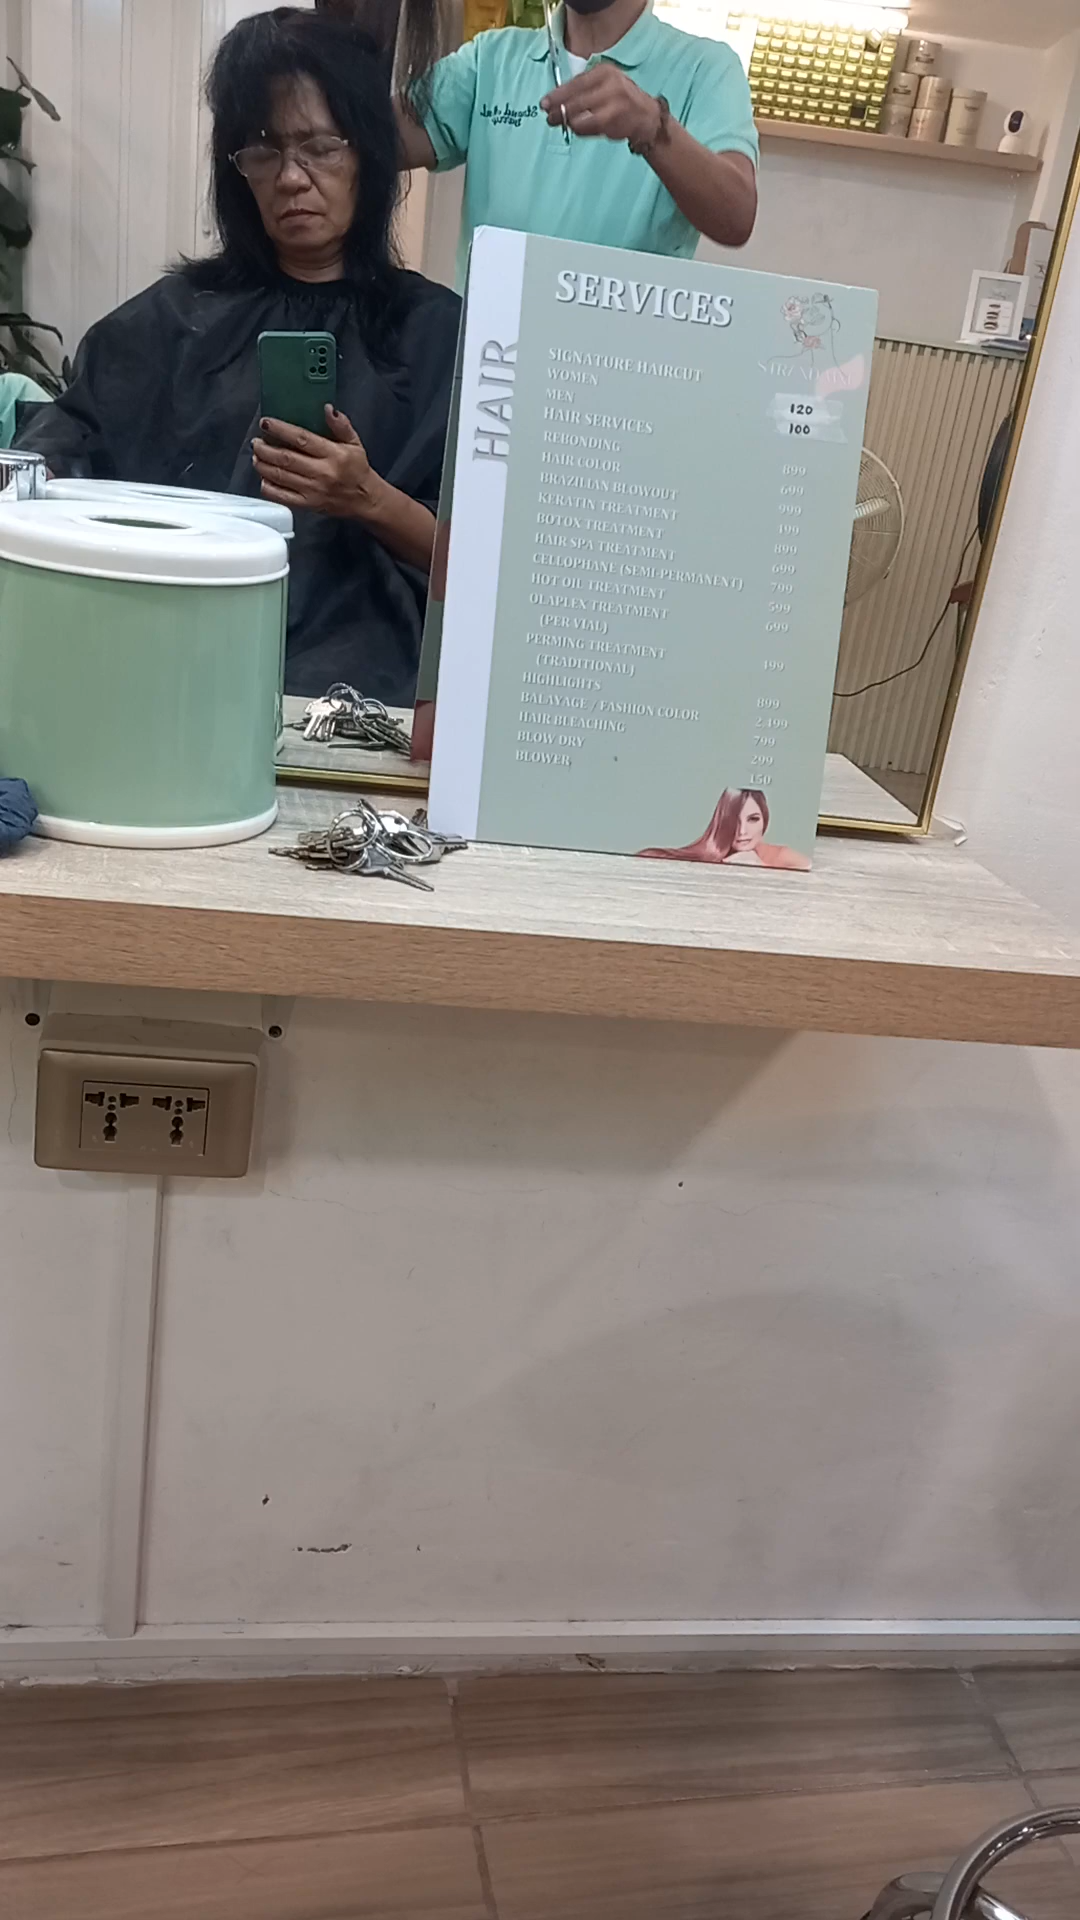 SERVICES
HAIR
SIGNATURE HAIRCUT
WOMEN 120
MEN 100
HAIR SERVICES
REBONDING 899
HAIR COLOR 699
BRAZILIAN BLOWOUT 999
KERATIN TREATMENT 499
BOTOX TREATMENT 899
HAIR SPA TREATMENT 699
CELLOPHANE (SEMI-PERMANENT) 799
HOT OIL TREATMENT 599
OLAPLEX TREATMENT 699
(PER VIAL)
PERMING TREATMENT 499
(TRADITIONAL)
HIGHLIGHTS 899
BALAYAGE / FASHION COLOR 2,499
HAIR BLEACHING 799
BLOW DRY 299
BLOWER 150